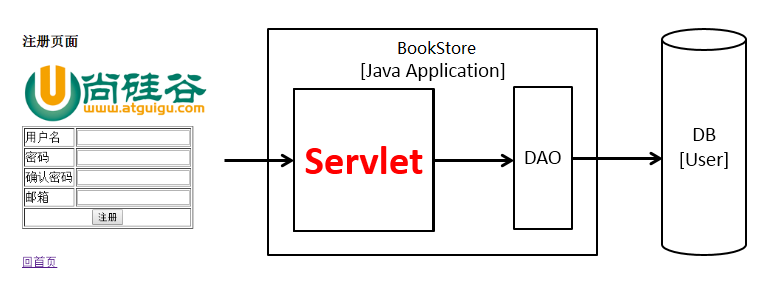 注册页面
尚硅谷
www.atguigu.com
用户名
密码
确认密码
邮箱
注册
回首页
BookStore
[Java Application]
Servlet
DAO
DB
[User]